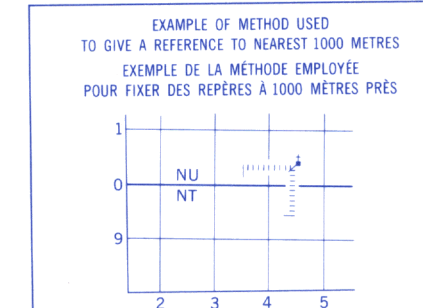 EXAMPLE OF METHOD USED
TO GIVE A REFERENCE TO NEAREST 1000 METRES
EXEMPLE DE LA MÉTHODE EMPLOYÉE
POUR FIXER DES REPÈRES À 1000 MÈTRES PRÈS
1
NU
0
NT
9
2 3 4 5